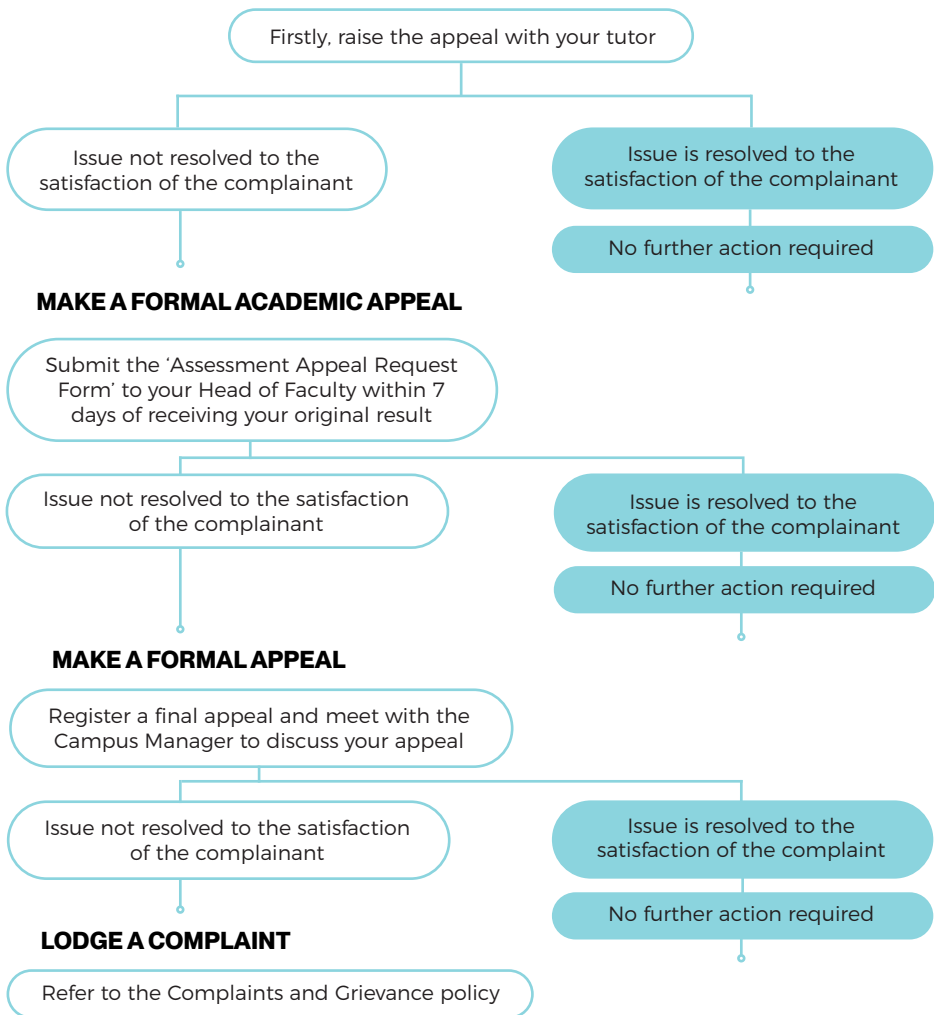 Firstly, raise the appeal with your tutor
Issue not resolved to the
satisfaction of the complainant
Issue is resolved to the
satisfaction of the complainant
No further action required
MAKE A FORMAL ACADEMIC APPEAL
Submit the ‘Assessment Appeal Request
Form’ to your Head of Faculty within 7
days of receiving your original result
Issue not resolved to the satisfaction
of the complainant
Issue is resolved to the
satisfaction of the complainant
No further action required
MAKE A FORMAL APPEAL
Register a final appeal and meet with the
Campus Manager to discuss your appeal
Issue not resolved to the satisfaction
of the complainant
Issue is resolved to the
satisfaction of the complaint
No further action required
LODGE A COMPLAINT
Refer to the Complaints and Grievance policy